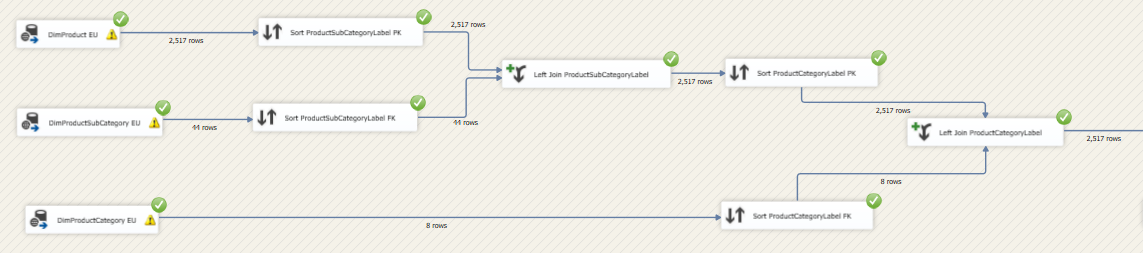 DimProduct EU
2,517 rows
Sort ProductSubCategoryLabel PK
2,517 rows
DimProductSubCategory EU
44 rows
Sort ProductSubCategoryLabel FK
44 rows
Left Join ProductSubCategoryLabel
2,517 rows
Sort ProductCategoryLabel PK
2,517 rows
Left Join ProductCategoryLabel
2,517 rows
DimProductCategory EU
8 rows
Sort ProductCategoryLabel FK
8 rows